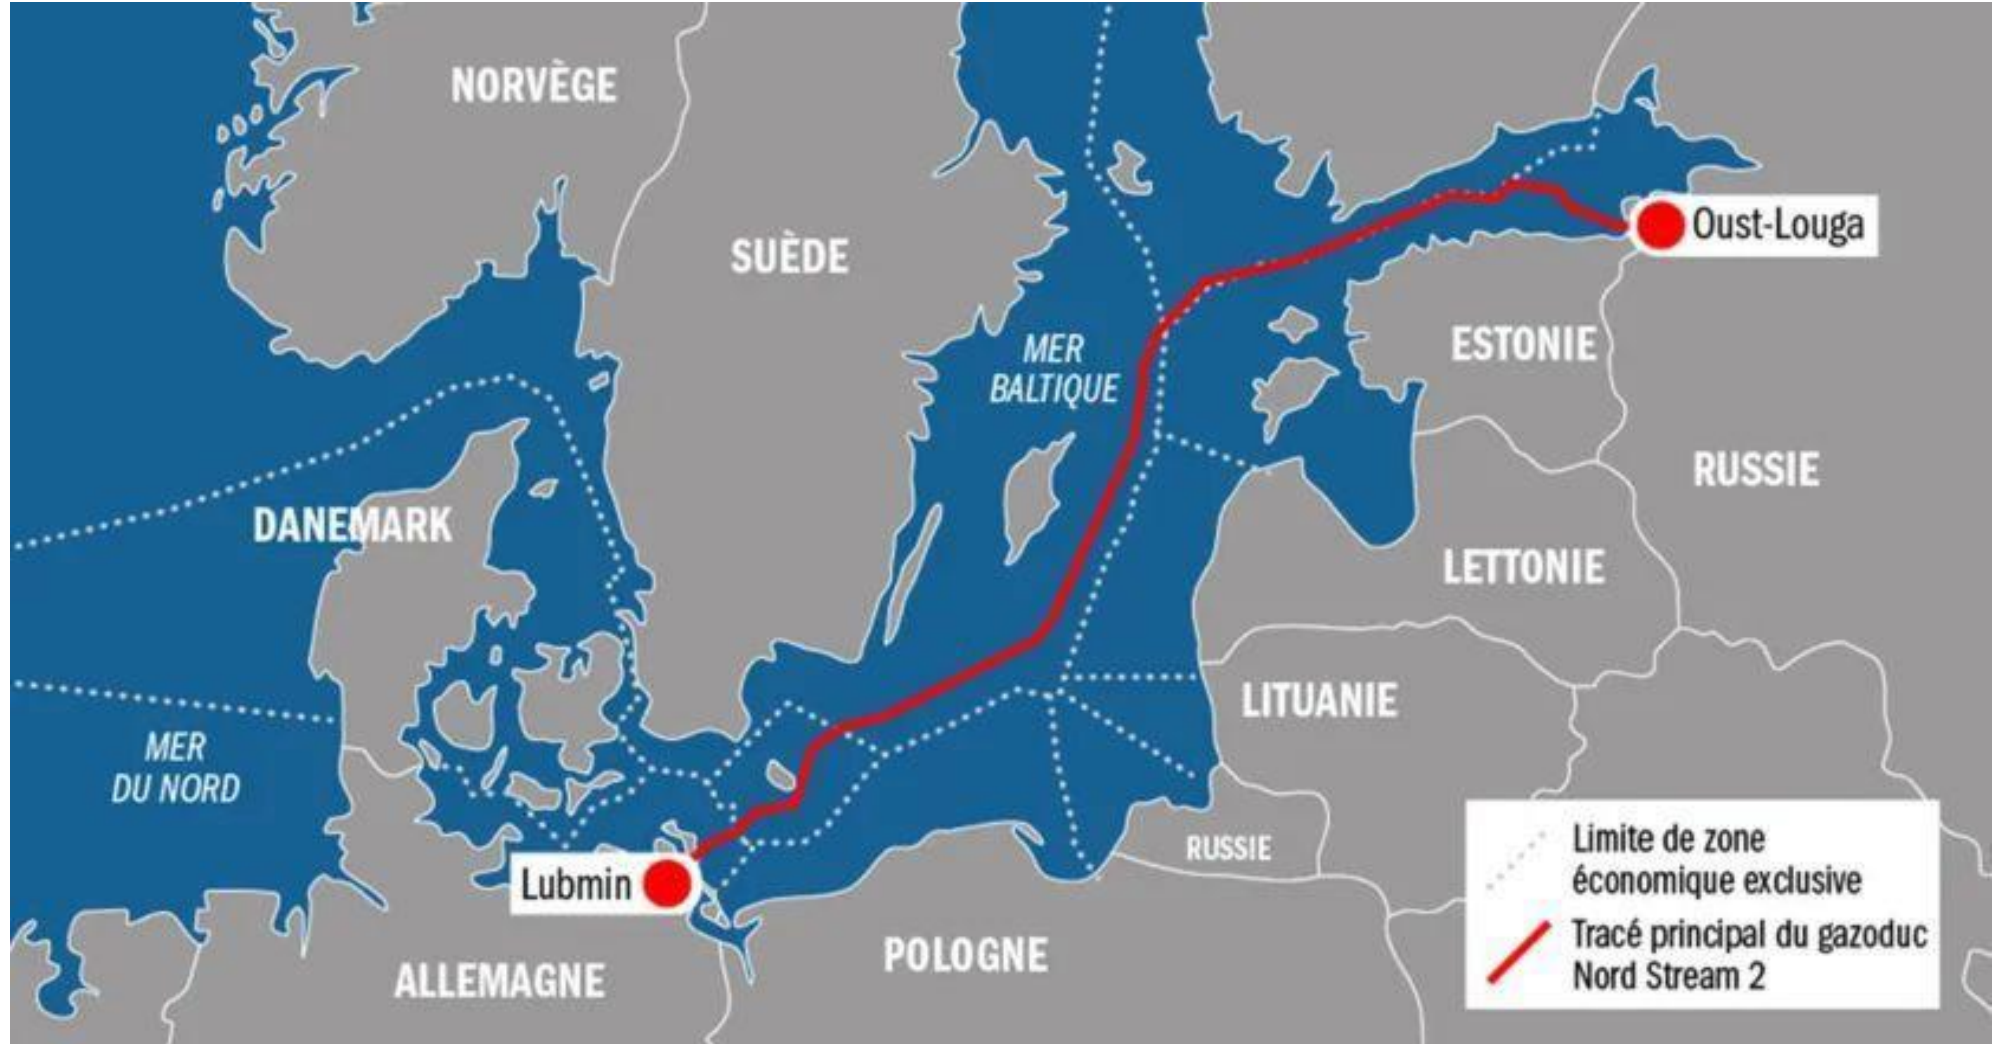 NORVÈGE
SUÈDE
Oust-Louga
MER
BALTIQUE
ESTONIE
RUSSIE
DANEMARK
LETTONIE
LITUANIE
MER
DU NORD
RUSSIE
Lubmin
POLOGNE
ALLEMAGNE
Limite de zone
économique exclusive
Tracé principal du gazoduc
Nord Stream 2